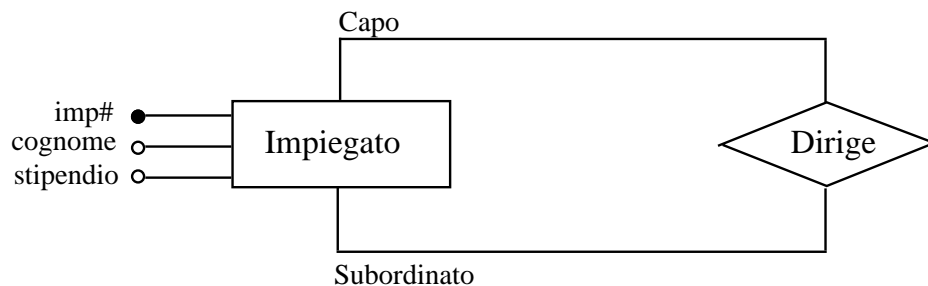 Capo
imp#
cognome
stipendio
Impiegato
Dirige
Subordinato